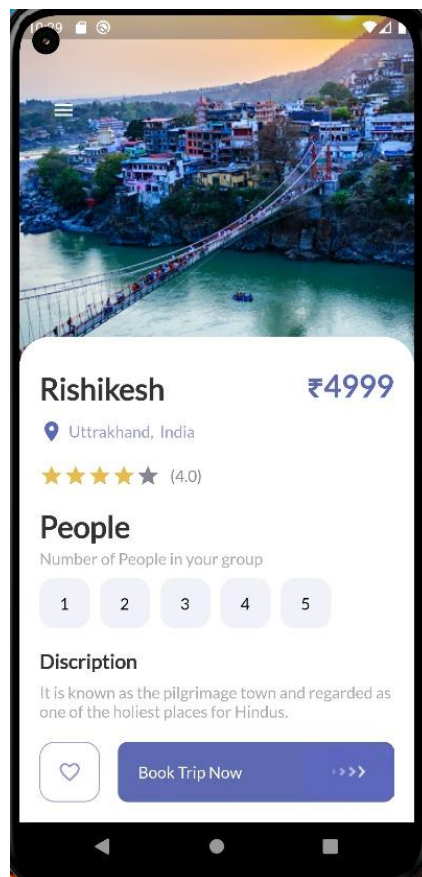 10:29
Rishikesh
₹4999
Uttrakhand, India
(4.0)
People
Number of People in your group
1 2 3 4 5
Discription
It is known as the pilgrimage town and regarded as
one of the holiest places for Hindus.
Book Trip Now